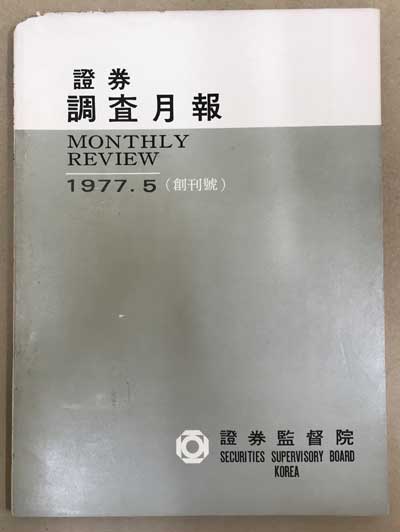 證券
調査月報
MONTHLY
REVIEW
1977. 5 (創刊號)
證券監督院
SECURITIES SUPERVISORY BOARD
KOREA